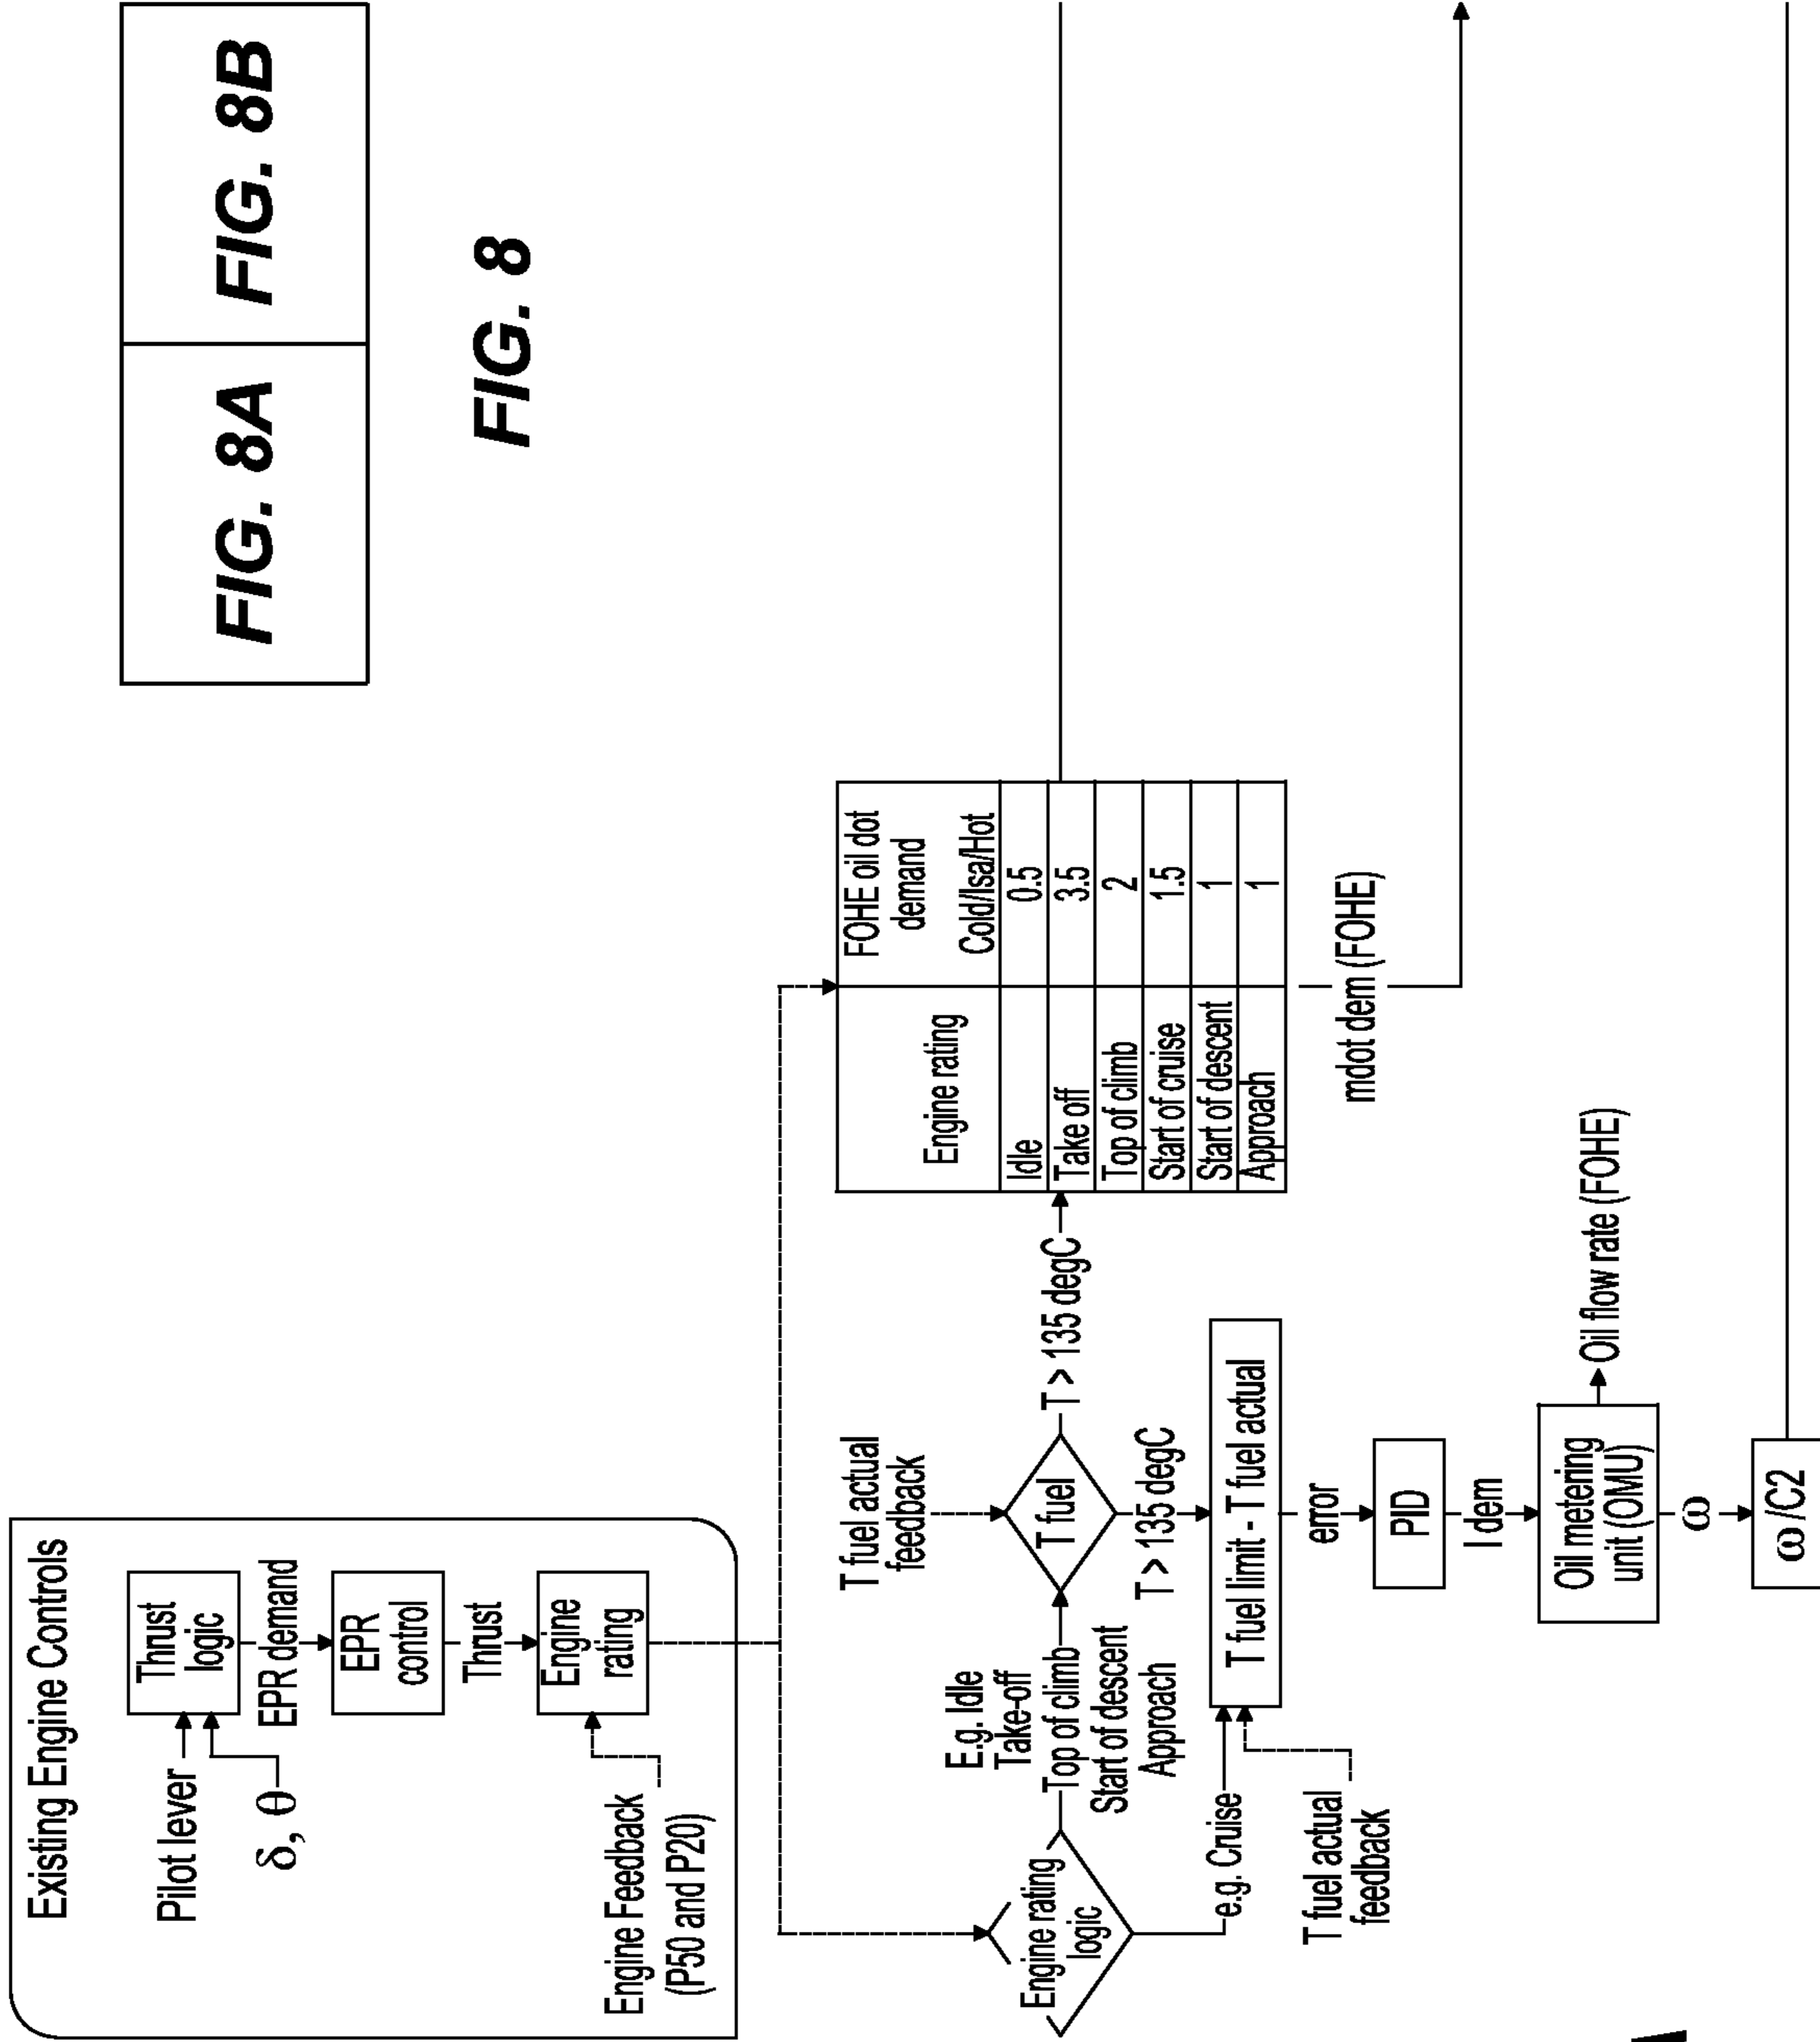 FIG. 8A
FIG. 8B
FIG. 8
Existing Engine Controls
Pilot lever
δ, θ
Thrust
logic
EPR demand
EPR
control
Thrust
Engine
rating
Engine Feedback
(P50 and P20)
Engine rating
logic
E.g. Idle
Take-off
Top of climb
Start of descent
Approach
T fuel actual
feedback
T fuel
T > 135 degC
T > 135 degC
Engine rating
FOHE oil dot
demand
Cold/Isa/Hot
Idle 0.5
Take off 3.5
Top of climb 2
Start of cruise 1.5
Start of descent 1
Approach 1
mdot dem (FOHE)
e.g. Cruise
T fuel actual
feedback
T fuel limit - T fuel actual
error
PID
I dem
Oil metering
unit (OMU)
Oil flow rate (FOHE)
ω
ω/C2